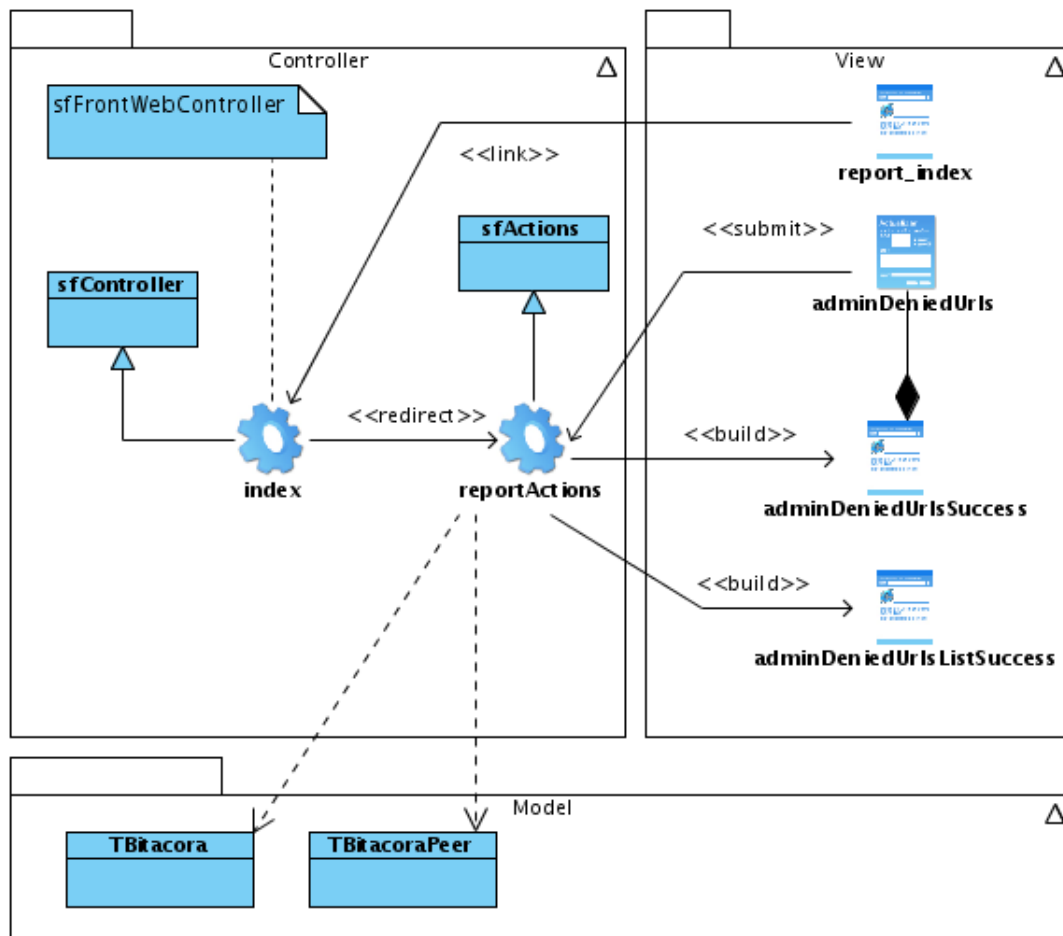 Controller
View
sfFrontWebController
<<link>>
report_index
sfActions
<<submit>>
sfController
adminDeniedUrls
<<redirect>>
<<build>>
index
reportActions
adminDeniedUrlsSuccess
<<build>>
adminDeniedUrlsListSuccess
Model
TBitacora
TBitacoraPeer